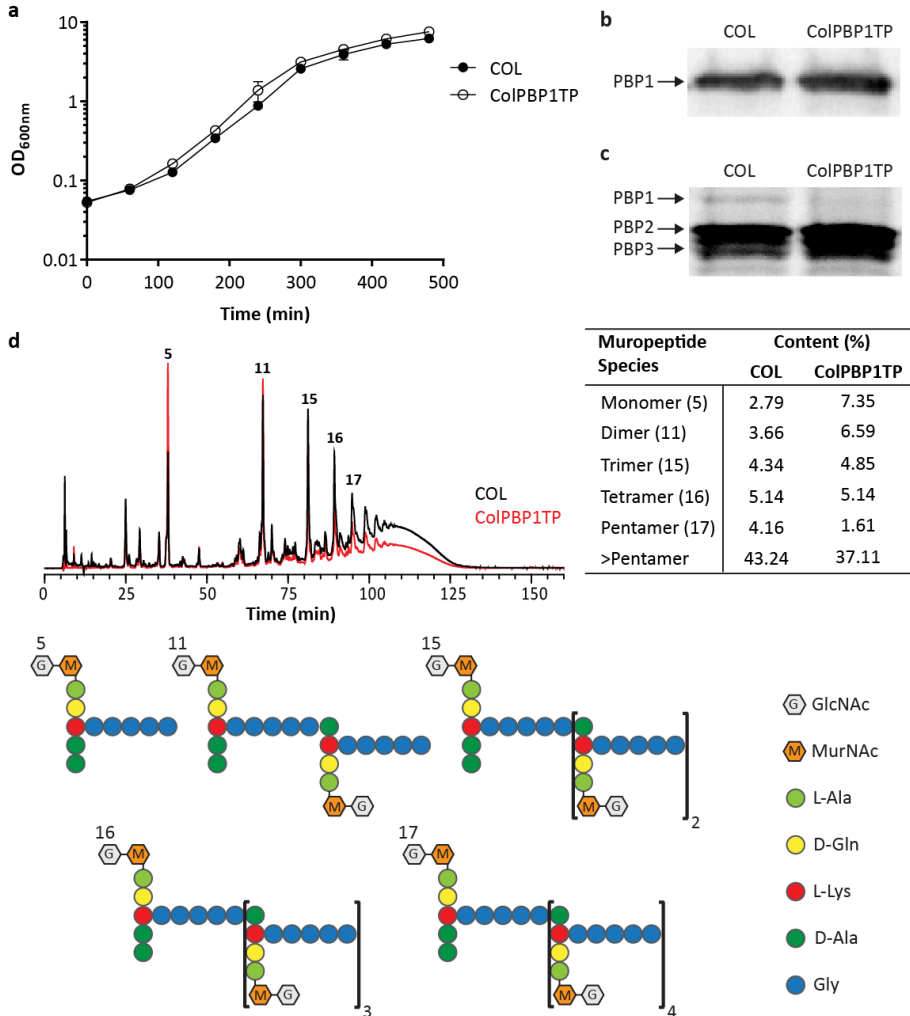 a
10
1
0.1
0.01
OD600nm
0
100
200
300
400
500
Time (min)
COL
ColPBP1TP
b
COL
ColPBP1TP
PBP1
c
COL
ColPBP1TP
PBP1
PBP2
PBP3
d
5
11
15
16
17
COL
ColPBP1TP
0
25
50
75
100
125
150
Time (min)
Muropeptide Species
Content (%)
COL
ColPBP1TP
Monomer (5) 2.79 7.35
Dimer (11) 3.66 6.59
Trimer (15) 4.34 4.85
Tetramer (16) 5.14 5.14
Pentamer (17) 4.16 1.61
>Pentamer 43.24 37.11
5
G M
11
G M
M G
15
G M
M G
2
16
G M
M G
3
17
G M
M G
4
G GlcNAc
M MurNAc
L-Ala
D-Gln
L-Lys
D-Ala
Gly